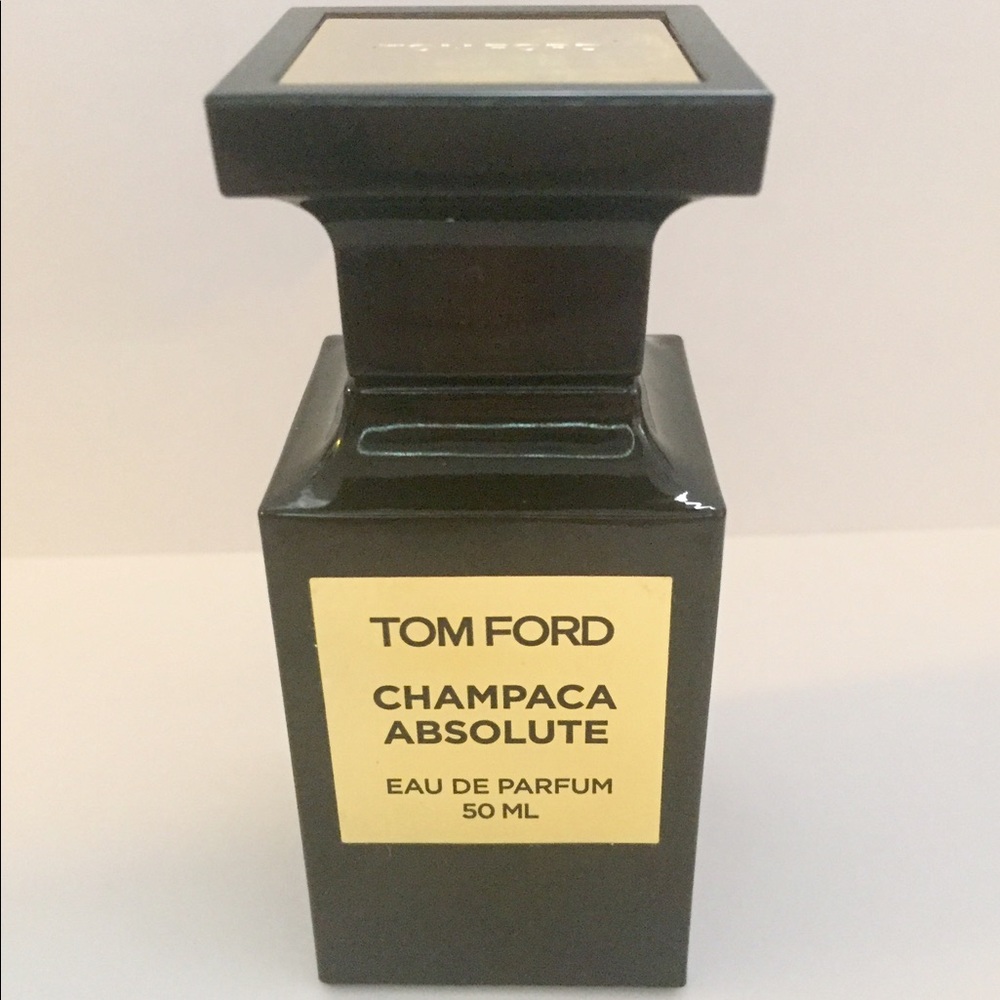 TOM FORD
CHAMPACA
ABSOLUTE
EAU DE PARFUM
50 ML